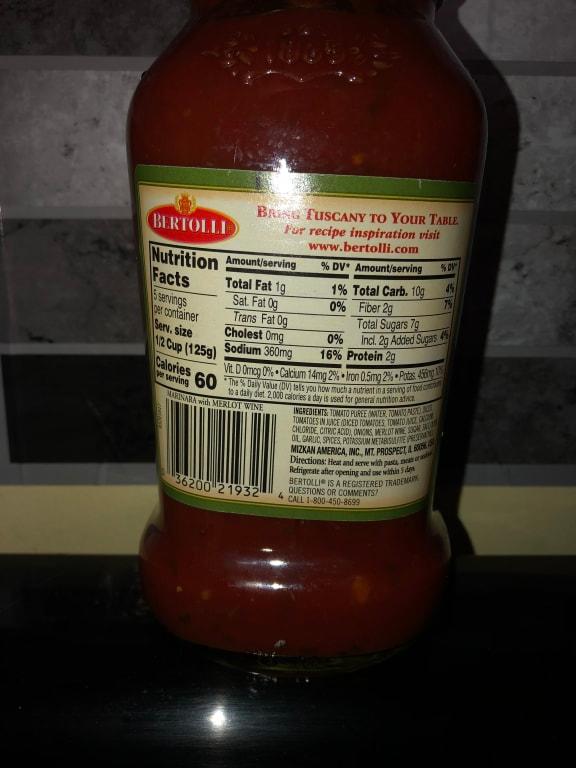 BERTOLLI
BRING TUSCANY TO YOUR TABLE.
For recipe inspiration visit
www.bertolli.com
Nutrition Facts
5 servings
per container
Serv. size
1/2 Cup (125g)
Calories
per serving 60
Amount/serving % DV*
Total Fat 1g 1%
Sat. Fat 0g 0%
Trans Fat 0g
Cholest 0mg 0%
Sodium 360mg 16%
Amount/serving % DV*
Total Carb. 10g 4%
Fiber 2g 7%
Total Sugars 7g
Incl. 2g Added Sugars 4%
Protein 2g
Vit. D 0mcg 0% • Calcium 14mg 2% • Iron 0.5mg 2% • Potas. 456mg 10%
* The % Daily Value (DV) tells you how much a nutrient in a serving of food contributes
to a daily diet. 2,000 calories a day is used for general nutrition advice.
MARINARA with MERLOT WINE
36200 21932 4
INGREDIENTS: TOMATO PUREE (WATER, TOMATO PASTE), DICED
TOMATOES IN JUICE (DICED TOMATOES, TOMATO JUICE, CALCIUM
CHLORIDE, CITRIC ACID), ONIONS, MERLOT WINE, SUGAR,
OIL, GARLIC, SPICES, POTASSIUM METABISULFITE
MIZKAN AMERICA, INC., MT. PROSPECT, IL 60056,
Directions: Heat and serve with pasta, meats or
Refrigerate after opening and use within 5 days.
BERTOLLI® IS A REGISTERED TRADEMARK
QUESTIONS OR COMMENTS?
CALL 1-800-450-8699